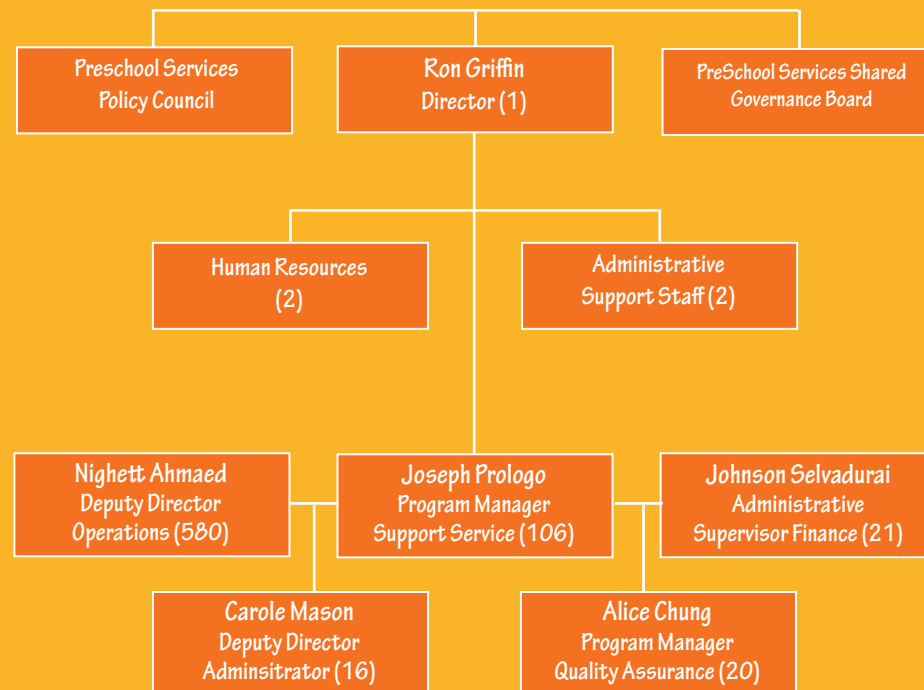 Preschool Services
Policy Council
Ron Griffin
Director (1)
PreSchool Services Shared
Governance Board
Human Resources
(2)
Administrative
Support Staff (2)
Nighett Ahmaed
Deputy Director
Operations (580)
Joseph Prologo
Program Manager
Support Service (106)
Johnson Selvadurai
Administrative
Supervisor Finance (21)
Carole Mason
Deputy Director
Adminsitrator (16)
Alice Chung
Program Manager
Quality Assurance (20)